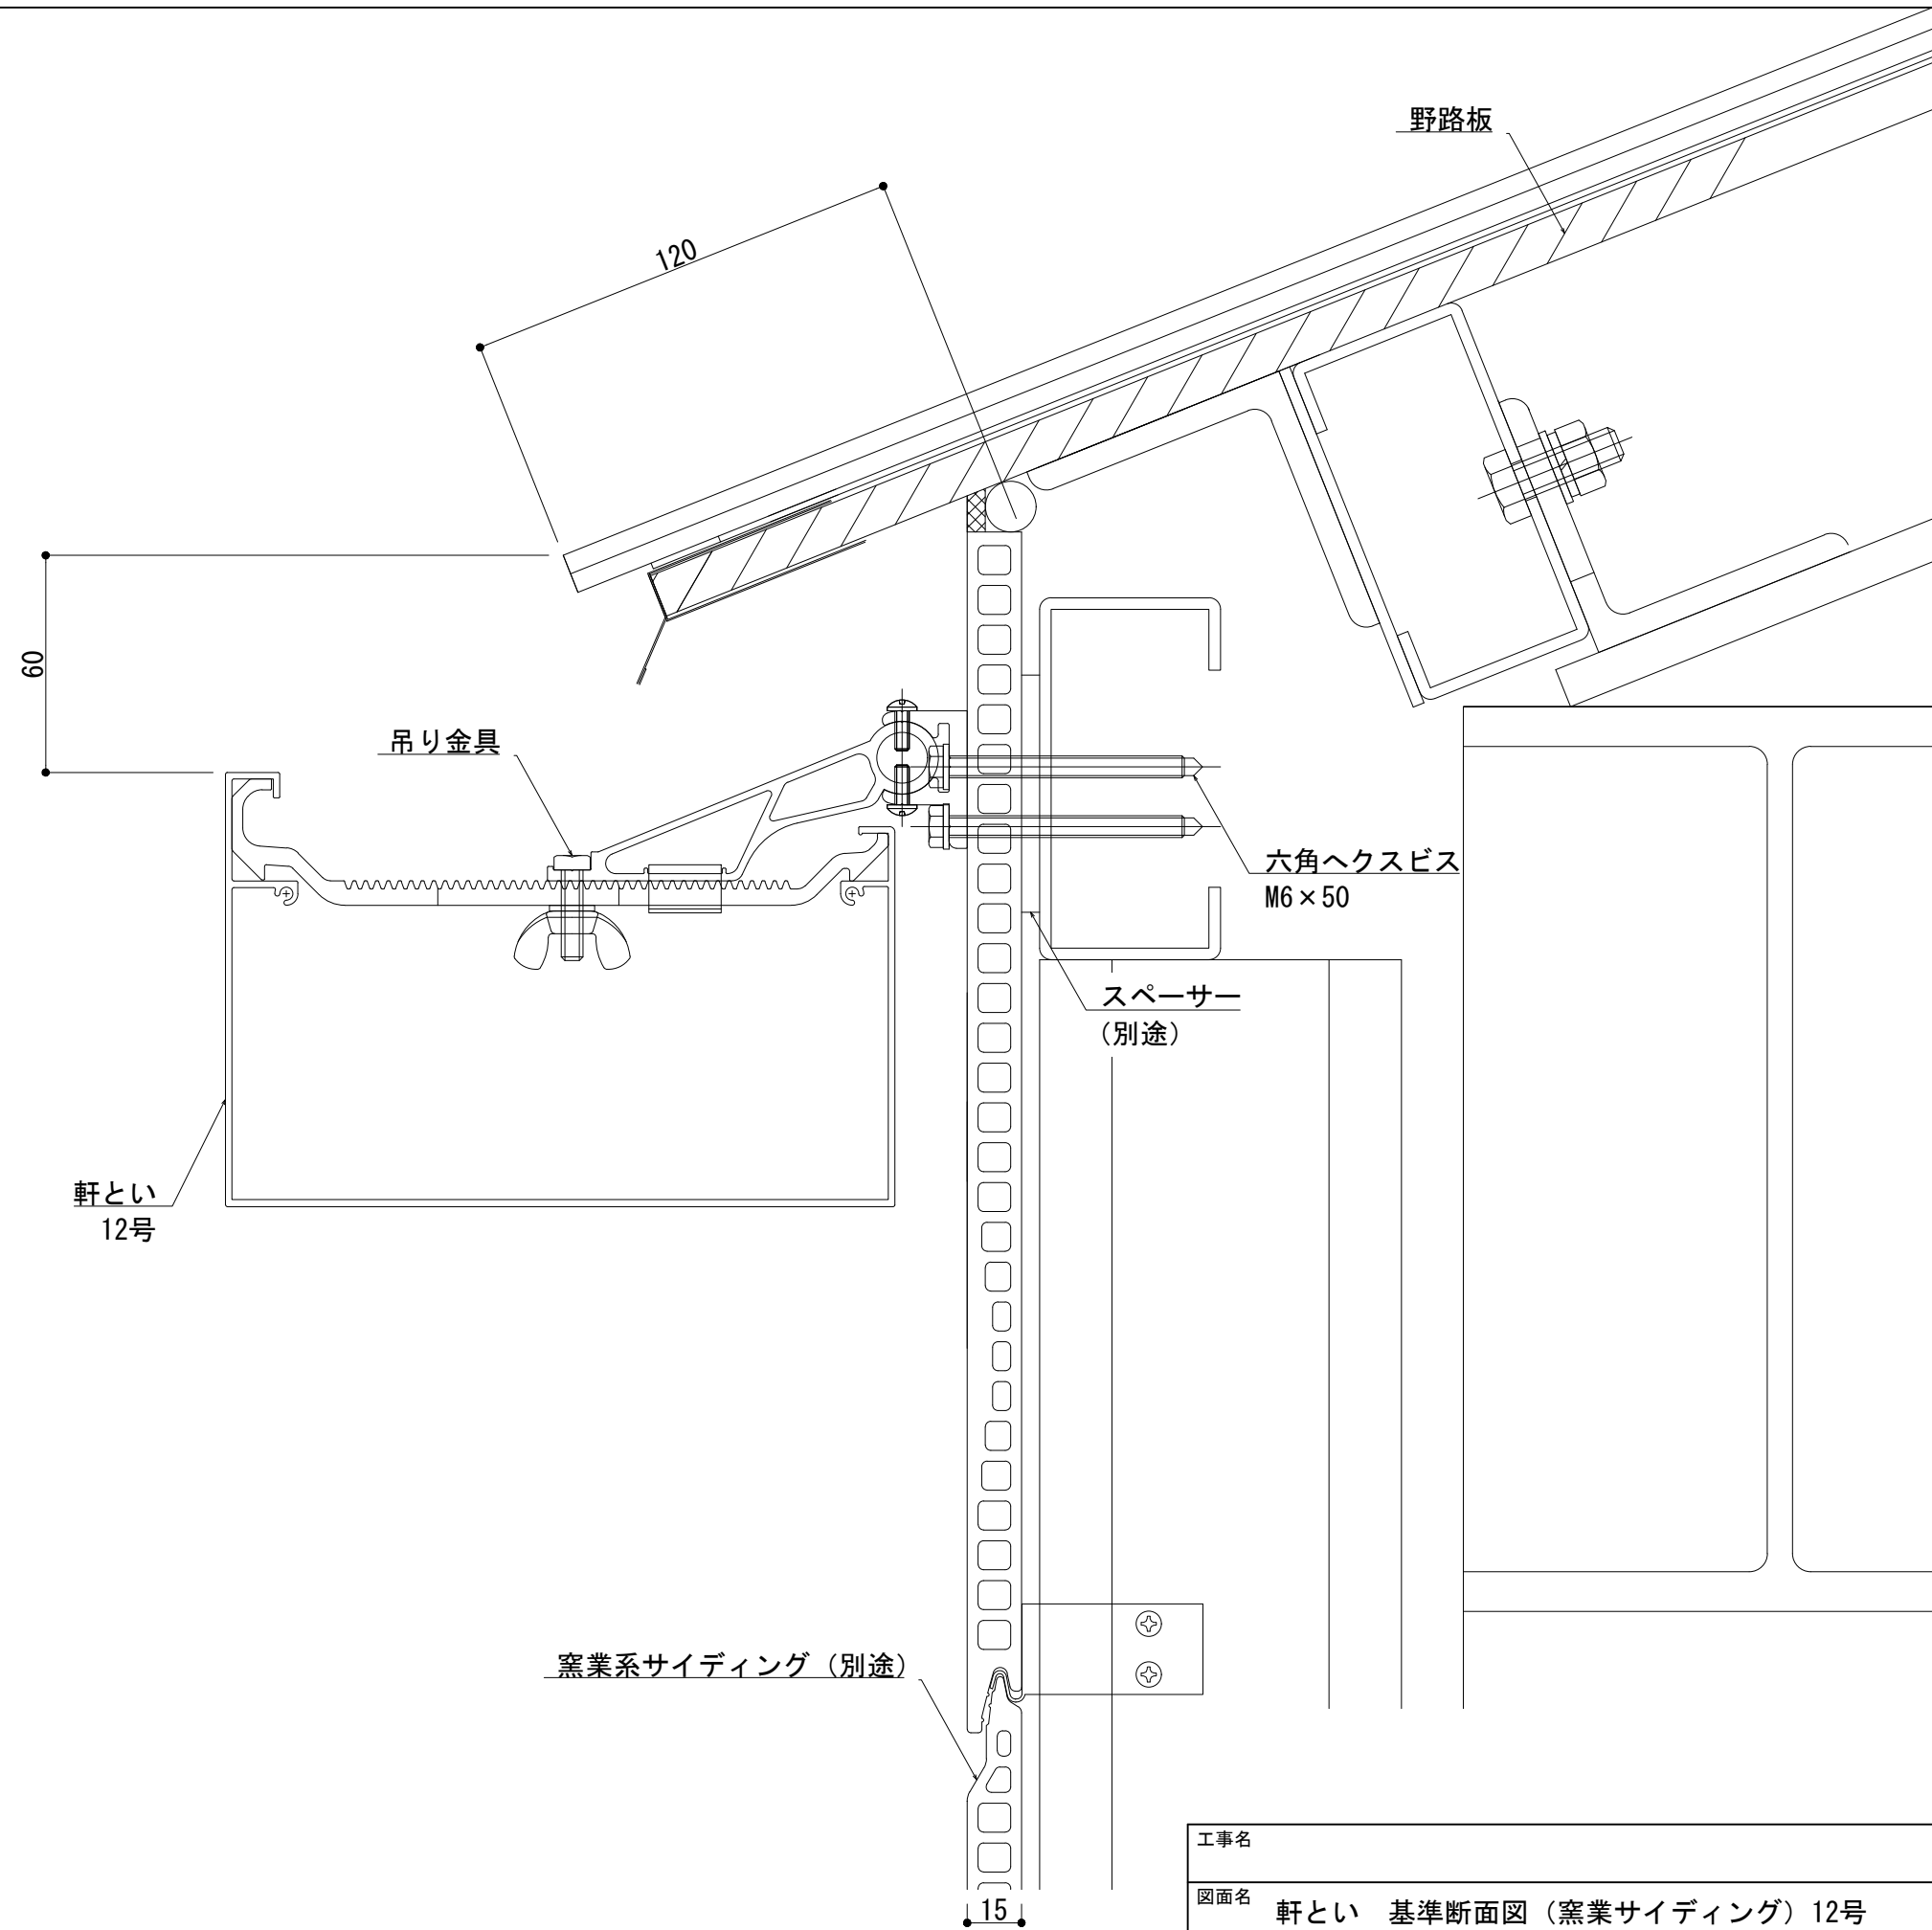 野路板
120
60
吊り金具
六角ヘクスビス
M6×50
スペーサー
（別途）
軒とい
12号
窯業系サイディング（別途）
15
工事名
図面名
軒とい　基準断面図（窯業サイディング）12号